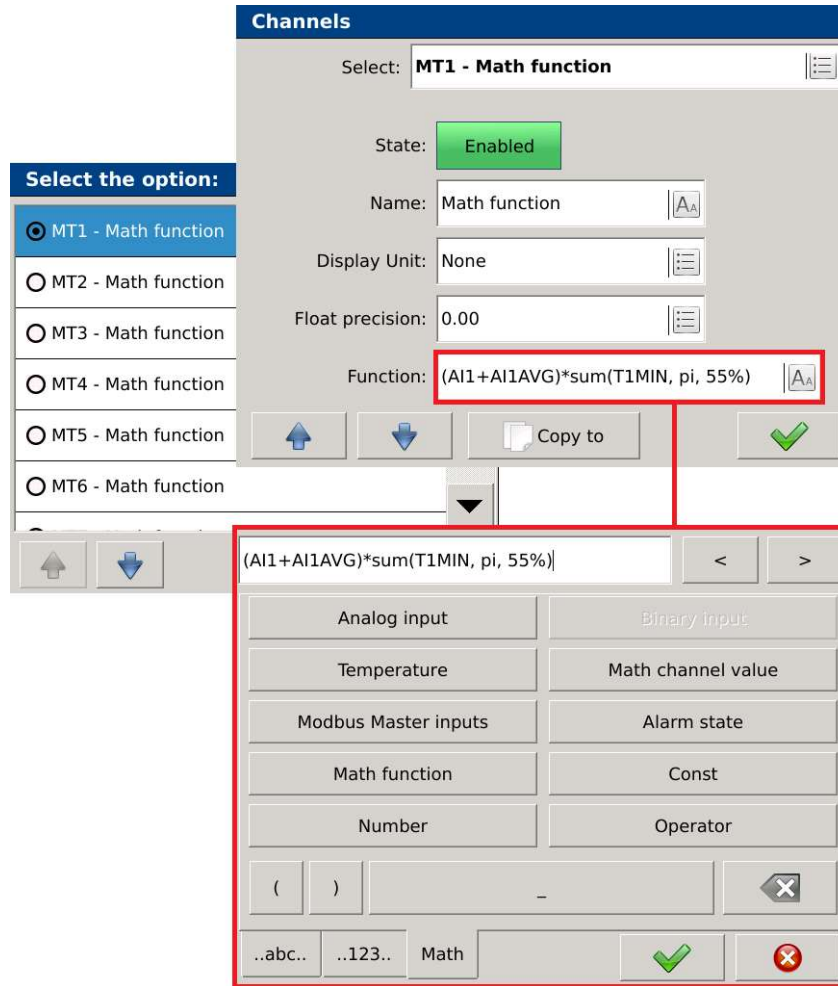 Channels
Select: MT1 - Math function
State: Enabled
Name: Math function
Display Unit: None
Float precision: 0.00
Function: (AI1+AI1AVG)*sum(T1MIN, pi, 55%)
Copy to
Select the option:
MT1 - Math function
MT2 - Math function
MT3 - Math function
MT4 - Math function
MT5 - Math function
MT6 - Math function
(AI1+AI1AVG)*sum(T1MIN, pi, 55%)
< >
Analog input Binary input
Temperature Math channel value
Modbus Master inputs Alarm state
Math function Const
Number Operator
( ) _
..abc.. ..123.. Math